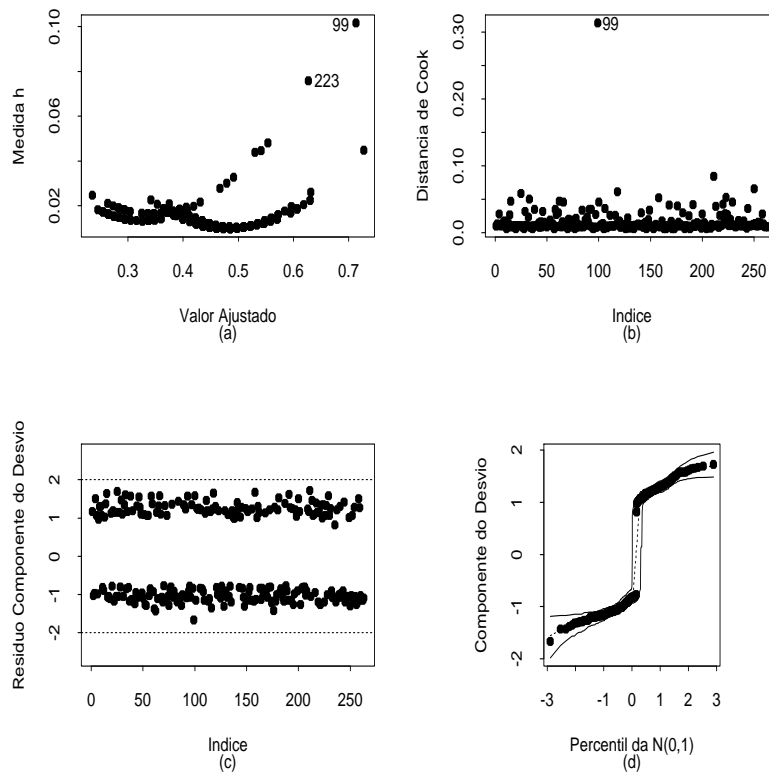 99
223
Medida h
0.02 0.06 0.10
0.3 0.4 0.5 0.6 0.7
Valor Ajustado
(a)
99
Distancia de Cook
0.0 0.10 0.20 0.30
0 50 100 150 200 250
Indice
(b)
Residuo Componente do Desvio
-2 -1 0 1 2
0 50 100 150 200 250
Indice
(c)
Componente do Desvio
-2 -1 0 1 2
-3 -2 -1 0 1 2 3
Percentil da N(0,1)
(d)